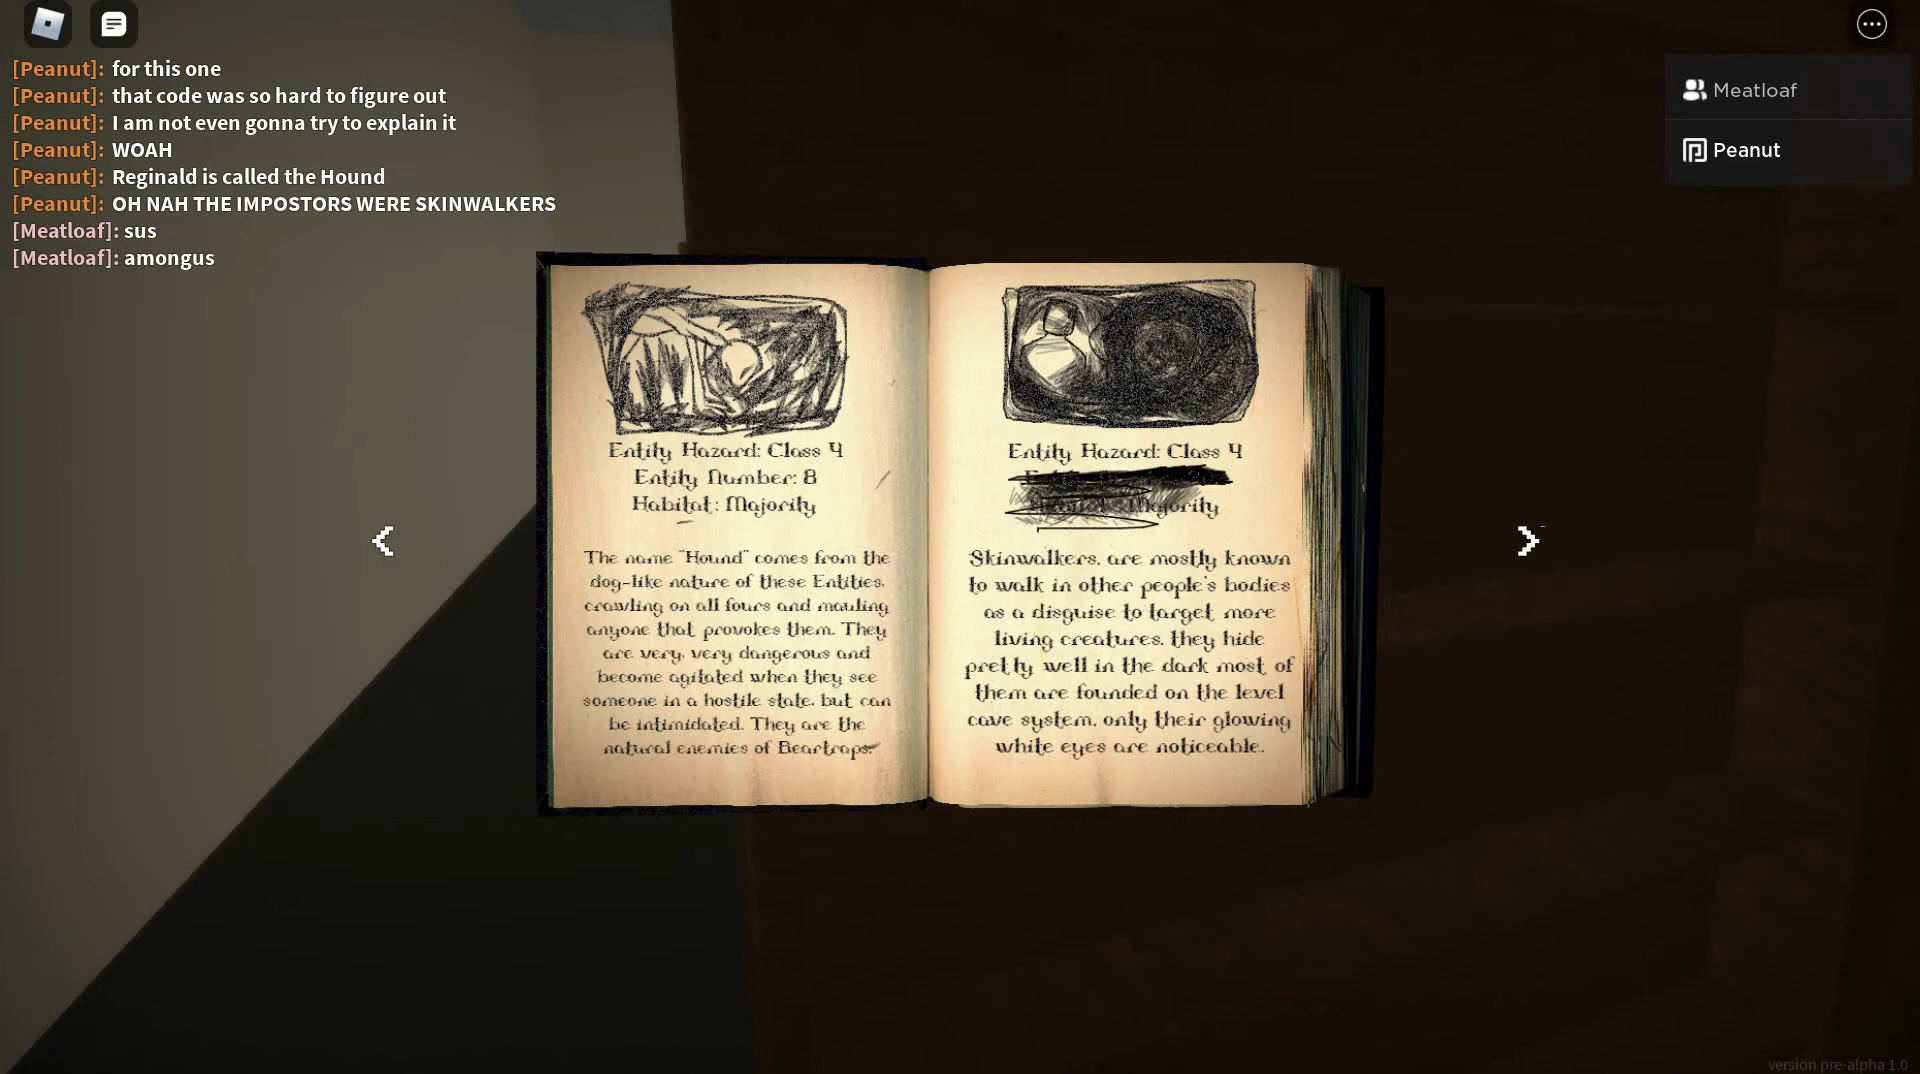 [Peanut]: for this one
[Peanut]: that code was so hard to figure out
[Peanut]: I am not even gonna try to explain it
[Peanut]: WOAH
[Peanut]: Reginald is called the Hound
[Peanut]: OH NAH THE IMPOSTORS WERE SKINWALKERS
[Meatloaf]: sus
[Meatloaf]: amongus
Meatloaf
Peanut
Entity Hazard: Class 4
Entity Number: 8
Habitat: Majority
The name "Hound" comes from the
dog-like nature of these Entities,
crawling on all fours and mauling
anyone that provokes them. They
are very, very dangerous and
become agitated when they see
someone in a hostile state, but can
be intimidated. They are the
natural enemies of Beartraps.
Entity Hazard: Class 4
Majority
Skinwalkers, are mostly known
to walk in other people's bodies
as a disguise to target more
living creatures, they hide
pretty well in the dark most of
them are founded on the level
cave system, only their glowing
white eyes are noticeable.
version pre-alpha 1.0